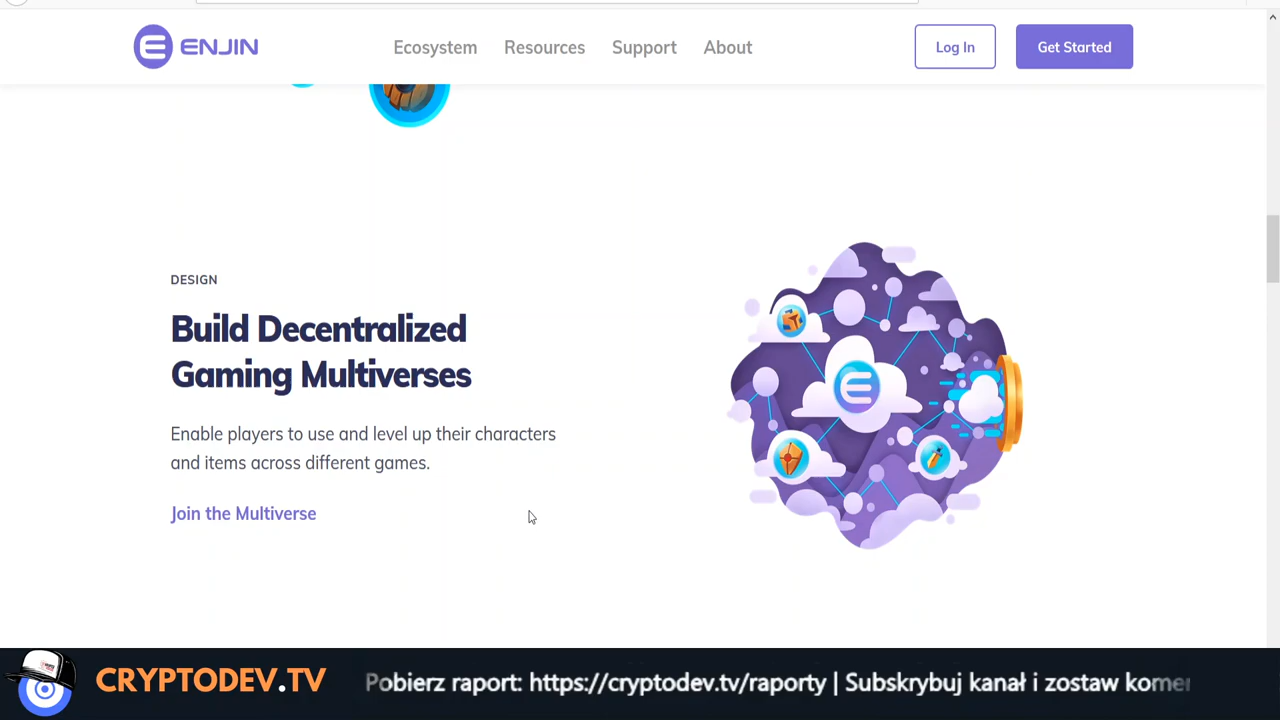 ENJIN
Ecosystem Resources Support About
Log In
Get Started
DESIGN
Build Decentralized
Gaming Multiverses
Enable players to use and level up their characters
and items across different games.
Join the Multiverse
CRYPTODEV.TV
Pobierz raport: https://cryptodev.tv/raporty | Subskrybuj kanał i zostaw komer